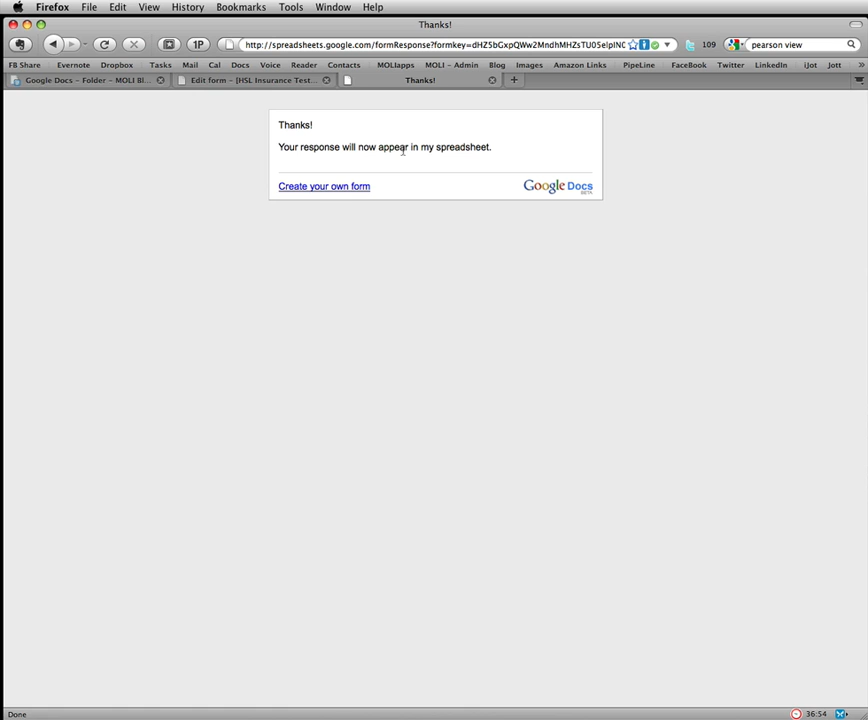 Firefox File Edit View History Bookmarks Tools Window Help
Thanks!
1P http://spreadsheets.google.com/formResponse?formkey= 109 pearson view
FB Share Evernote Dropbox Tasks Mail Cal Docs Voice Reader Contacts MOLIapps MOLI – Admin Blog Images Amazon Links PipeLine FaceBook Twitter LinkedIn iJot Jott »
Google Docs – Folder – MOLI Bl... Edit form – [HSL Insurance Test... Thanks! +
Thanks!
Your response will now appear in my spreadsheet.
Create your own form Google Docs
BETA
Done 36:54